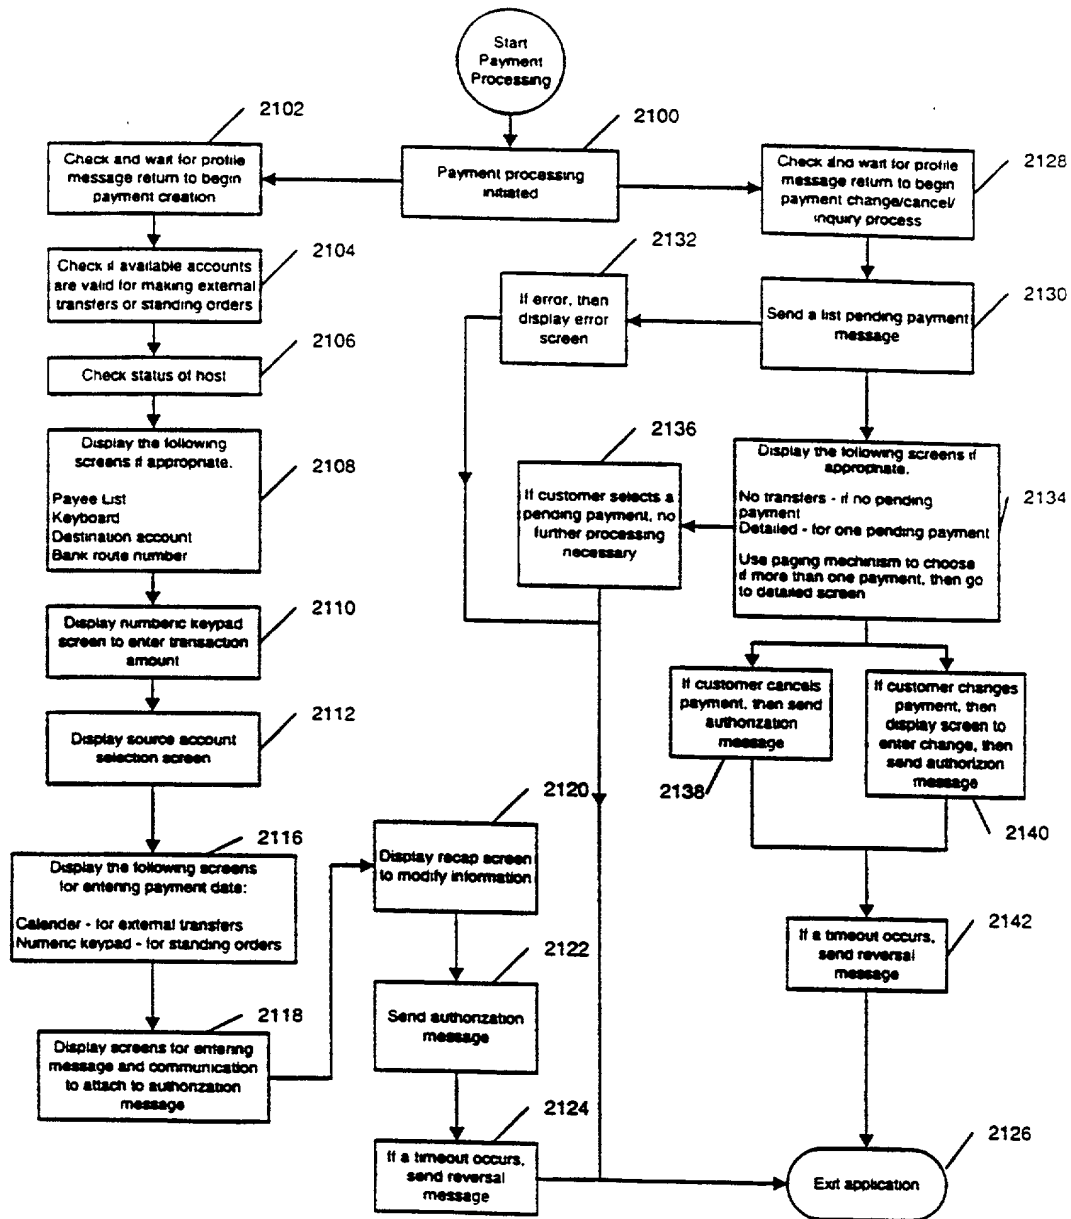 Start
Payment
Processing
2100
Payment processing
initiated
2102
Check and wait for profile
message return to begin
payment creation
2104
Check if available accounts
are valid for making external
transfers or standing orders
2106
Check status of host
2108
Display the following
screens if appropriate.
Payee List
Keyboard
Destination account
Bank route number
2110
Display numberic keypad
screen to enter transaction
amount
2112
Display source account
selection screen
2116
Display the following screens
for entering payment date:
Calender - for external transfers
Numeric keypad - for standing orders
2118
Display screens for entering
message and communication
to attach to authorization
message
2120
Display recap screen
to modify information
2122
Send authorization
message
2124
If a timeout occurs,
send reversal
message
2128
Check and wait for profile
message return to begin
payment change/cancel/
inquiry process
2130
Send a list pending payment
message
2132
If error, then
display error
screen
2134
Display the following screens if
appropriate.
No transfers - if no pending
payment
Detailed - for one pending payment
Use paging mechinism to choose
if more than one payment, then go
to detailed screen
2136
If customer selects a
pending payment, no
further processing
necessary
If customer cancels
payment, then send
authorization
message
2138
If customer changes
payment, then
display screen to
enter change, then
send authorizion
message
2140
2142
If a timeout occurs,
send reversal
message
2126
Exit application